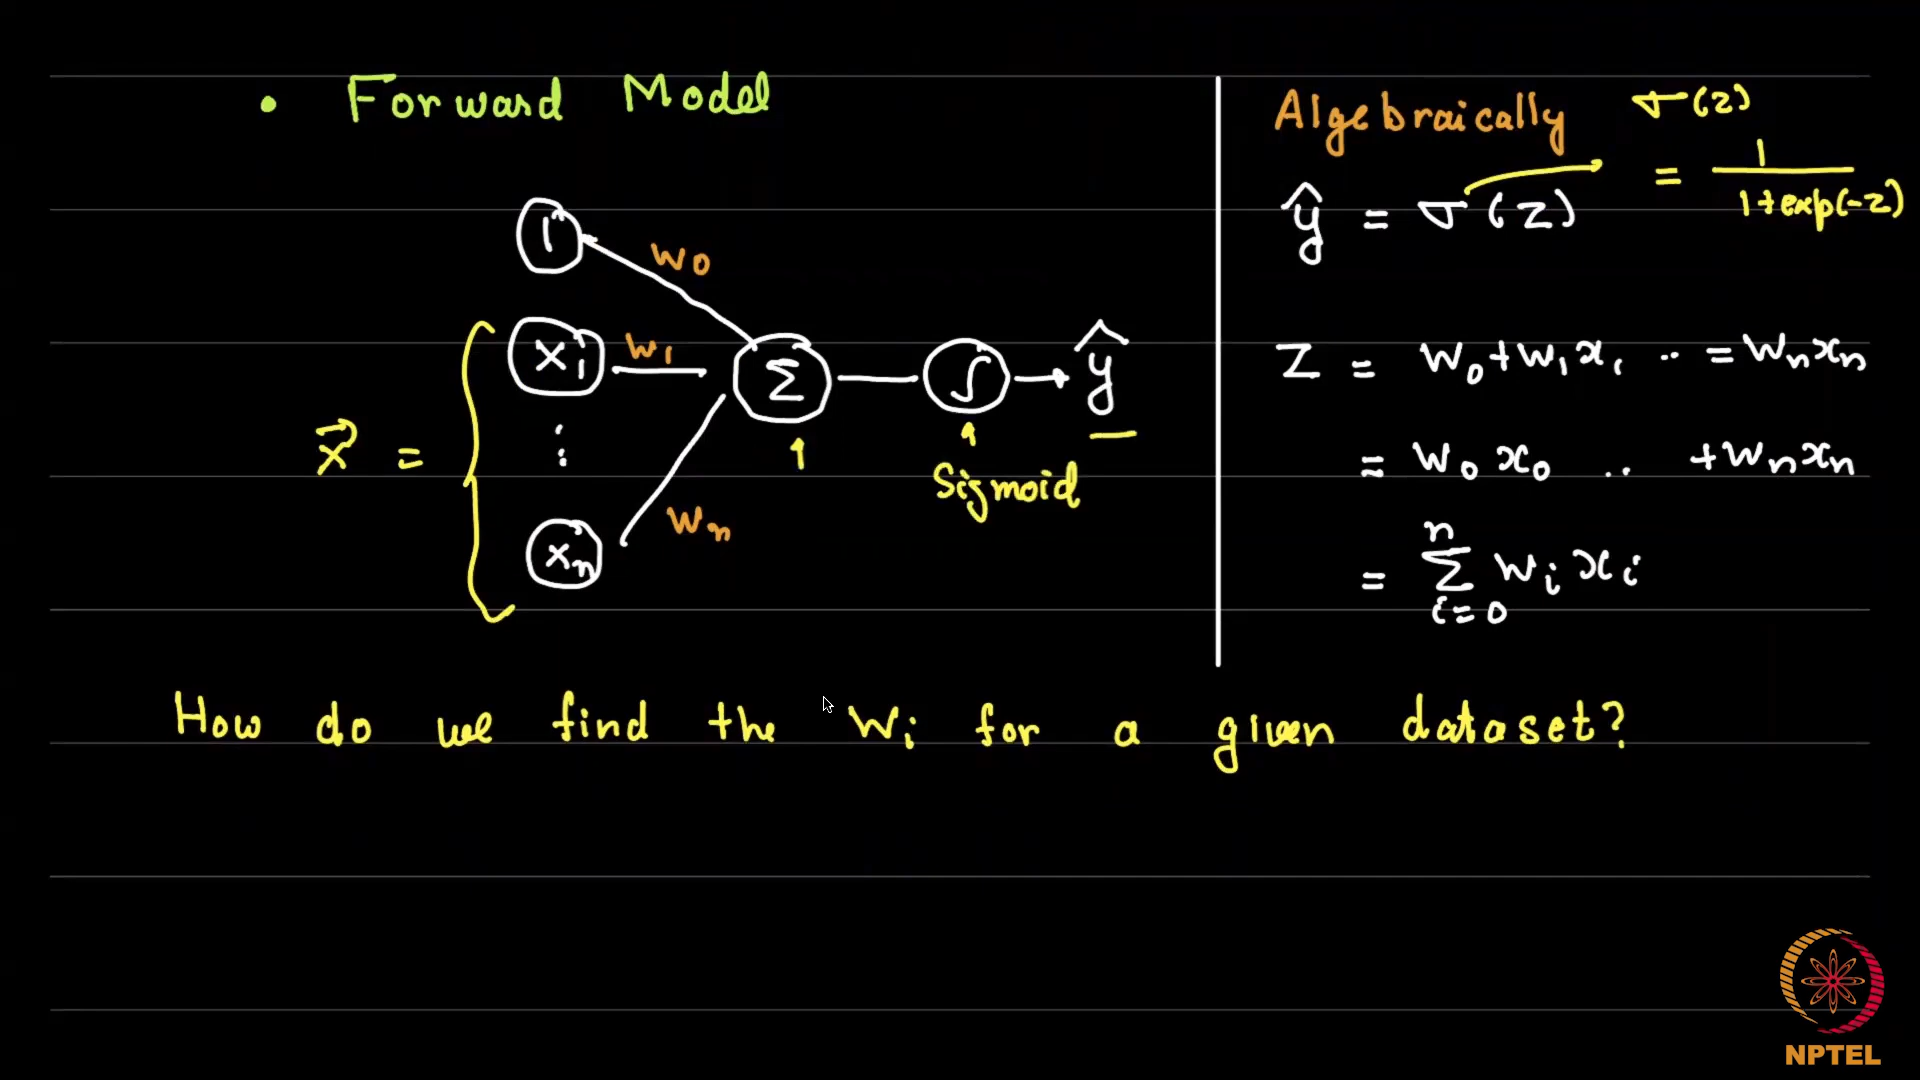 • Forward Model
1
w₀
x₁
w₁
⋮
xₙ
wₙ
x⃗ =
Σ
∫
ŷ
Sigmoid
Algebraically
σ(z)
= 1 / 1+exp(-z)
ŷ = σ(z)
Z = w₀+w₁x₁ .. = wₙxₙ
= w₀x₀ .. +wₙxₙ
= Σ i=0 n wᵢxᵢ
How do we find the wᵢ for a given dataset?
NPTEL